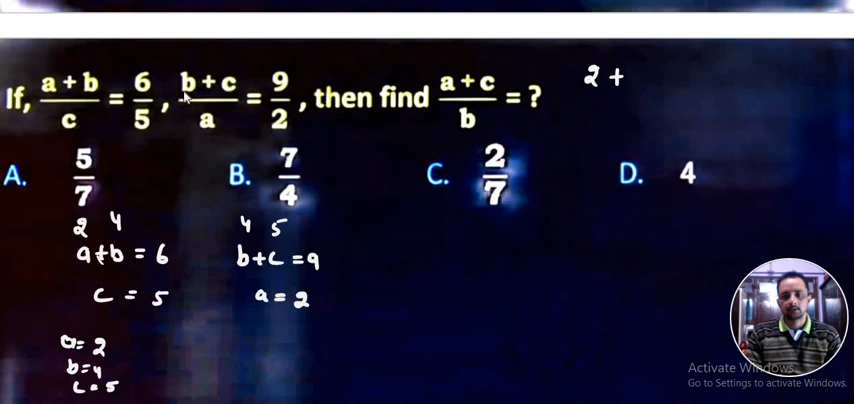 If, a + b / c = 6 / 5 , b + c / a = 9 / 2 , then find a + c / b = ?
2 +
A. 5 / 7 B. 7 / 4 C. 2 / 7 D. 4
2 4
a + b = 6
c = 5
4 5
b + c = 9
a = 2
a = 2
b = 4
c = 5
Activate Windows
Go to Settings to activate Windows.